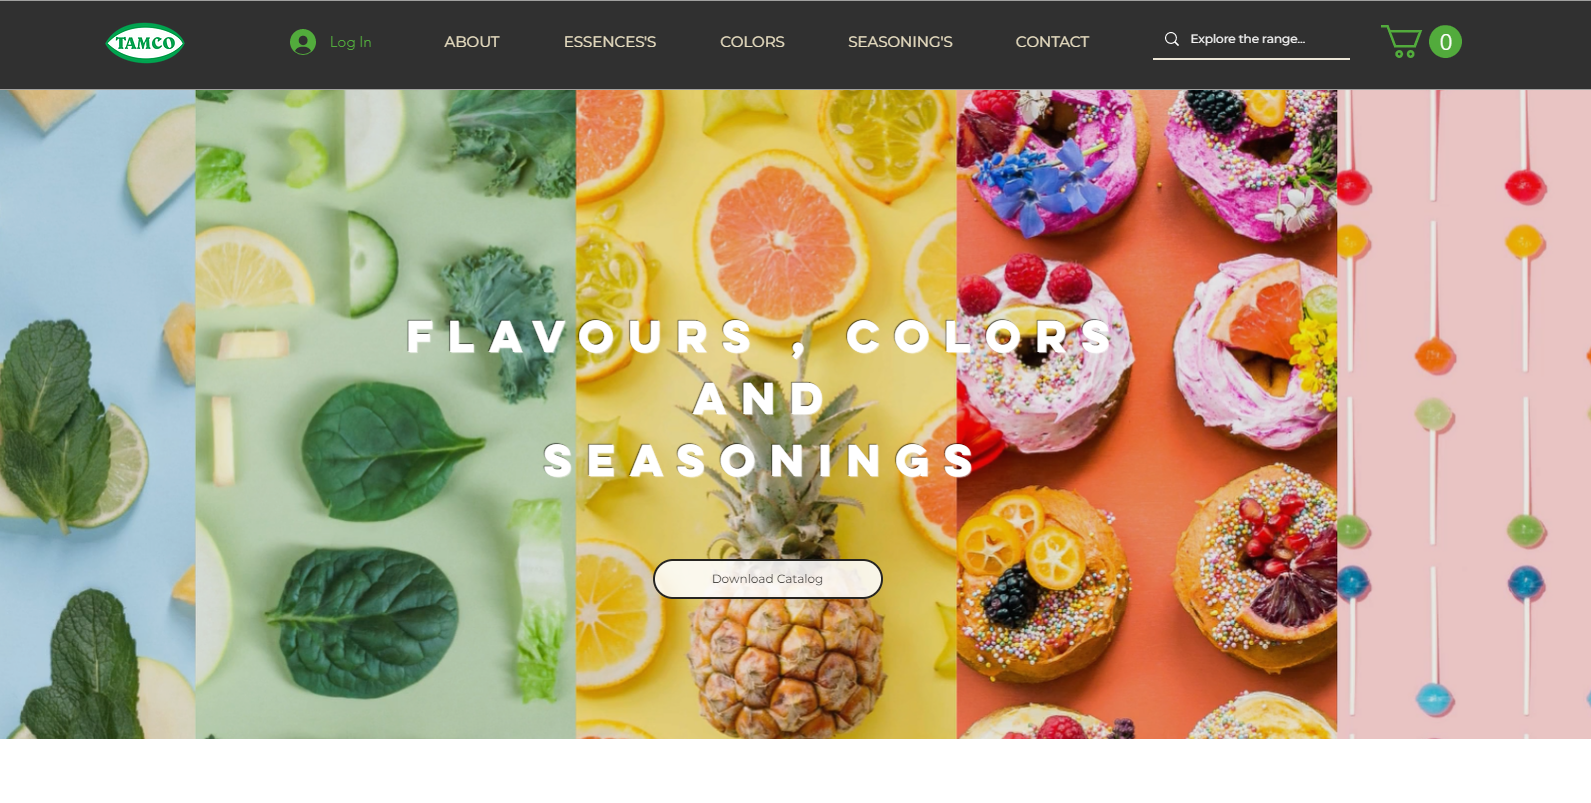 TAMCO
Log In
ABOUT
ESSENCES'S
COLORS
SEASONING'S
CONTACT
Explore the range...
0
FLAVOURS , COLORS
AND
SEASONINGS
Download Catalog